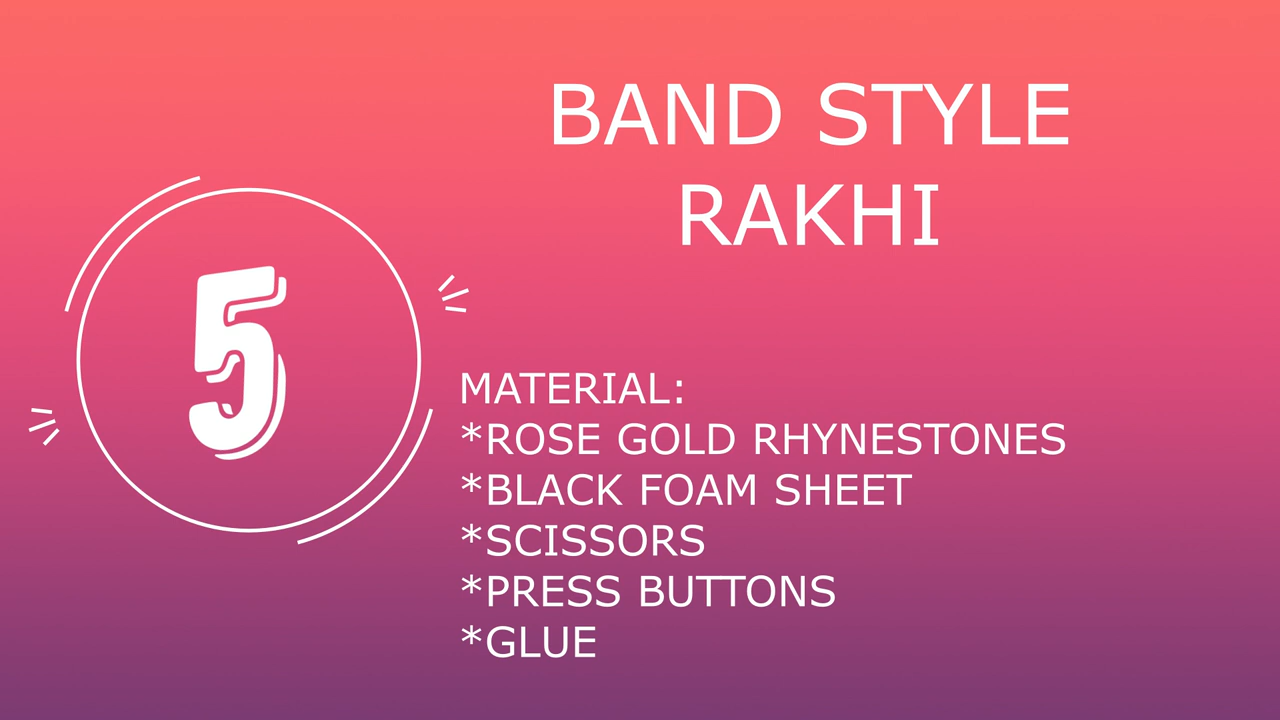 BAND STYLE
RAKHI
5
MATERIAL:
*ROSE GOLD RHYNESTONES
*BLACK FOAM SHEET
*SCISSORS
*PRESS BUTTONS
*GLUE